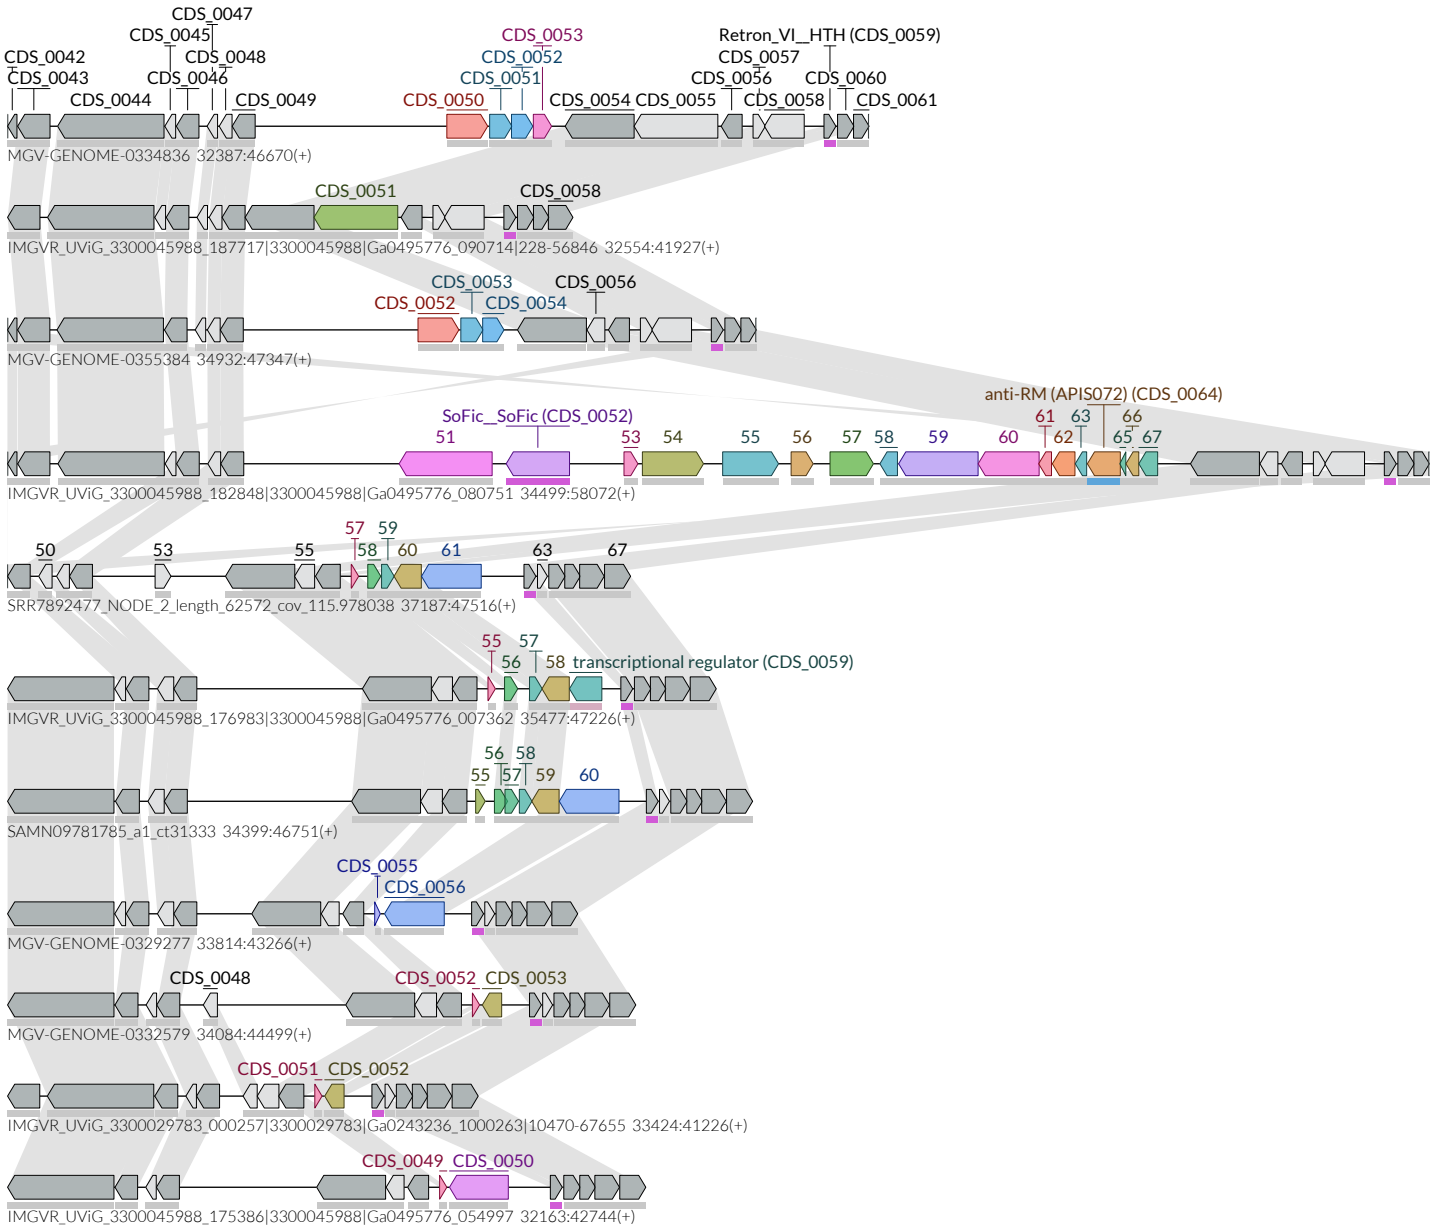 CDS_0047
CDS_0045 CDS_0053 Retron_VI__HTH (CDS_0059)
CDS_0042 CDS_0048 CDS_0052 CDS_0057
CDS_0043 CDS_0046 CDS_0051 CDS_0056 CDS_0060
CDS_0044 CDS_0049 CDS_0050 CDS_0054 CDS_0055 CDS_0058 CDS_0061
MGV-GENOME-0334836 32387:46670(+)
CDS_0051 CDS_0058
IMGVR_UViG_3300045988_187717|3300045988|Ga0495776_090714|228-56846 32554:41927(+)
CDS_0053 CDS_0056
CDS_0052 CDS_0054
MGV-GENOME-0355384 34932:47347(+)
anti-RM (APIS072) (CDS_0064)
SoFic__SoFic (CDS_0052) 61 63 66
51 53 54 55 56 57 58 59 60 62 65 67
IMGVR_UViG_3300045988_182848|3300045988|Ga0495776_080751 34499:58072(+)
57 59
50 53 55 58 60 61 63 67
SRR7892477_NODE_2_length_62572_cov_115.978038 37187:47516(+)
55 57
56 58 transcriptional regulator (CDS_0059)
IMGVR_UViG_3300045988_176983|3300045988|Ga0495776_007362 35477:47226(+)
56 58
55 57 59 60
SAMN09781785_a1_ct31333 34399:46751(+)
CDS_0055
CDS_0056
MGV-GENOME-0329277 33814:43266(+)
CDS_0048 CDS_0052 CDS_0053
MGV-GENOME-0332579 34084:44499(+)
CDS_0051 CDS_0052
IMGVR_UViG_3300029783_000257|3300029783|Ga0243236_1000263|10470-67655 33424:41226(+)
CDS_0049 CDS_0050
IMGVR_UViG_3300045988_175386|3300045988|Ga0495776_054997 32163:42744(+)